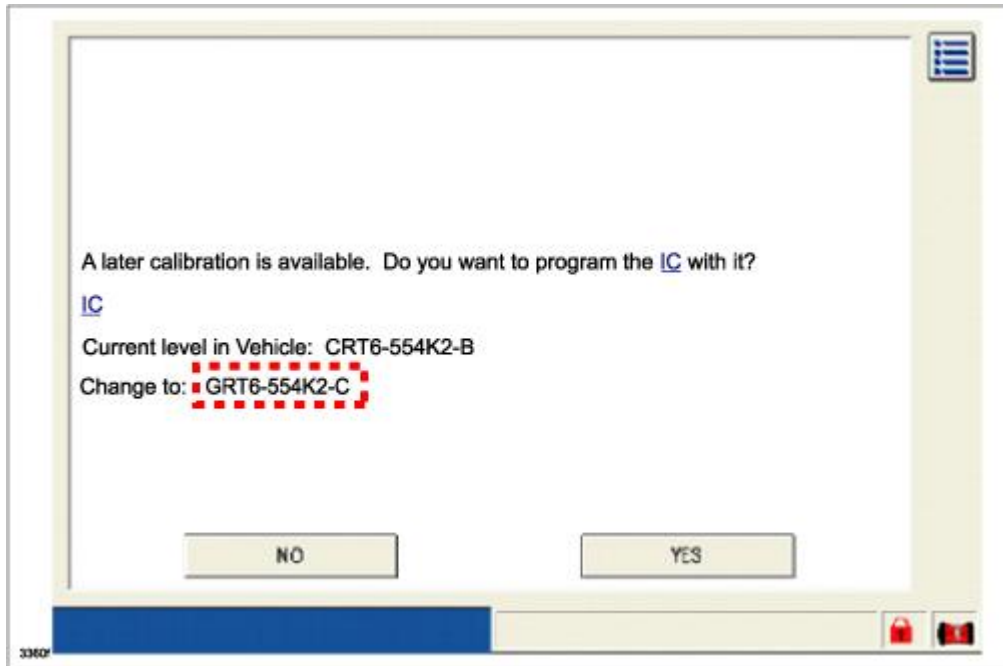 A later calibration is available. Do you want to program the IC with it?
IC
Current level in Vehicle: CRT6-554K2-B
Change to: GRT6-554K2-C
NO
YES